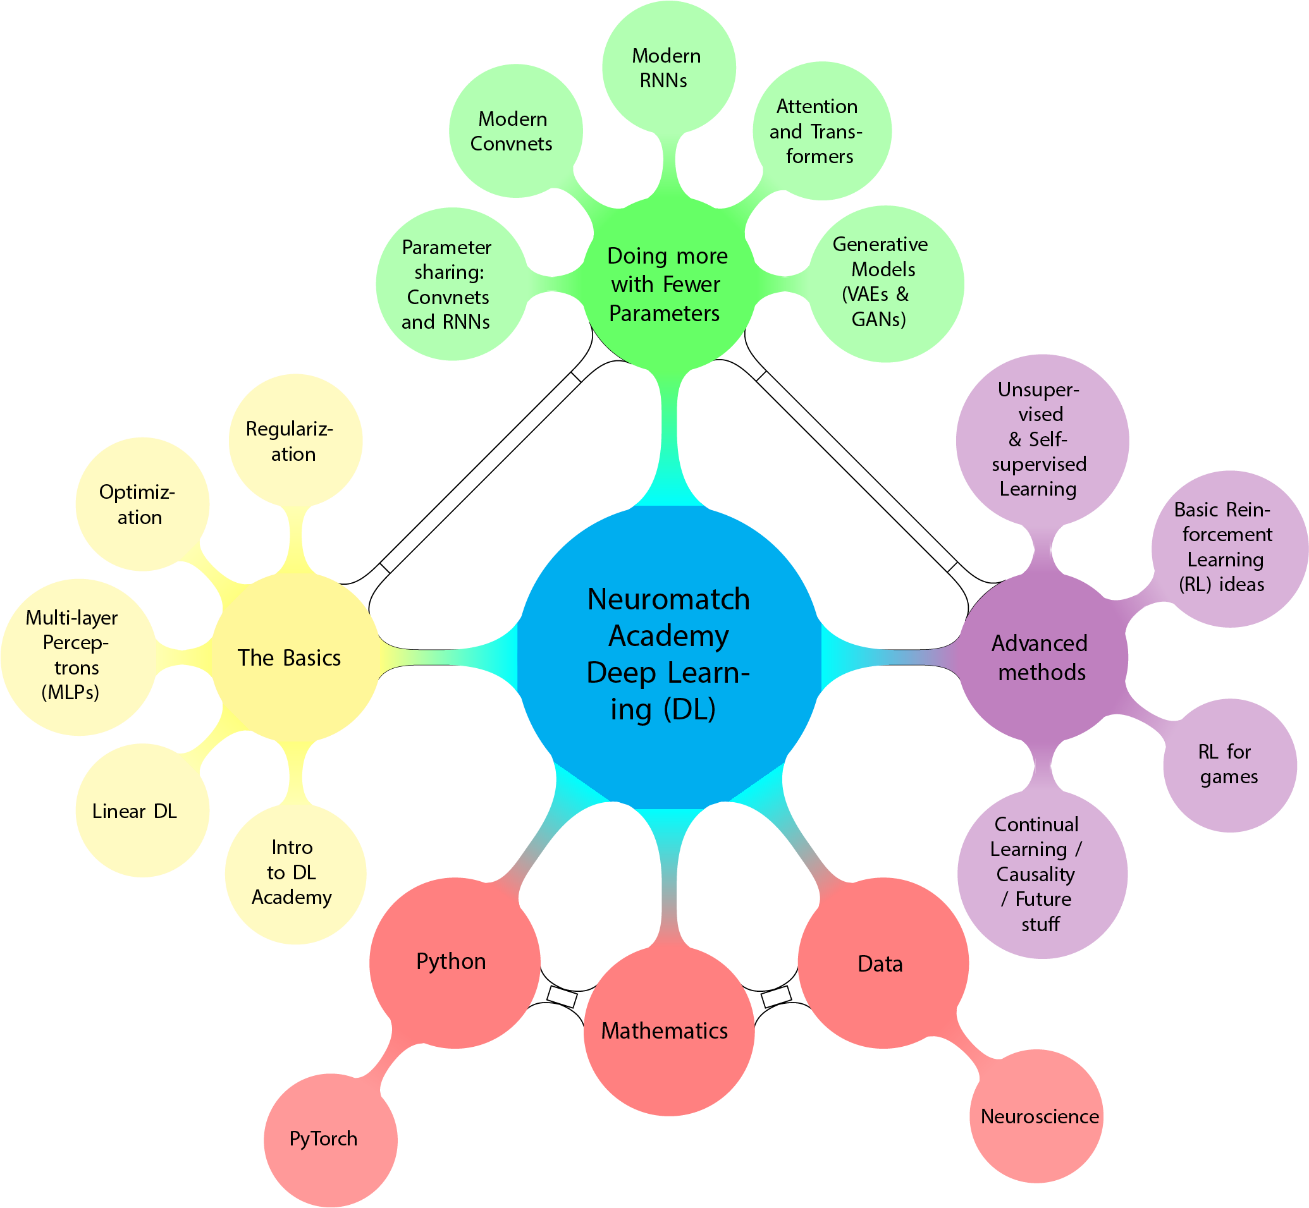 Modern
RNNs
Modern
Convnets
Attention
and Trans-
formers
Parameter
sharing:
Convnets
and RNNs
Doing more
with Fewer
Parameters
Generative
Models
(VAEs &
GANs)
Regulariz-
ation
Optimiz-
ation
Multi-layer
Percep-
trons
(MLPs)
The Basics
Linear DL
Intro
to DL
Academy
Neuromatch
Academy
Deep Learn-
ing (DL)
Unsuper-
vised
& Self-
supervised
Learning
Basic Rein-
forcement
Learning
(RL) ideas
Advanced
methods
RL for
games
Continual
Learning /
Causality
/ Future
stuff
Python
Mathematics
Data
PyTorch
Neuroscience